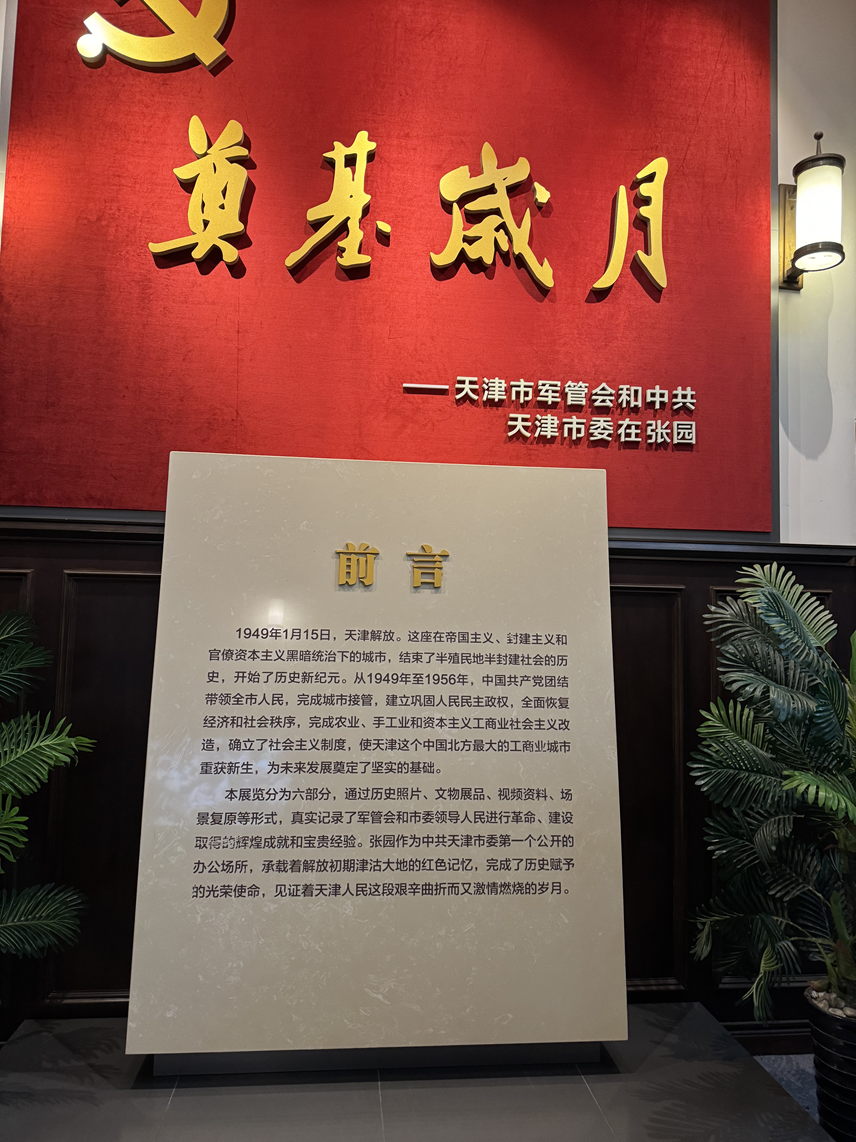 奠基歲月
——天津市军管会和中共
天津市委在张园
前言
1949年1月15日，天津解放。这座在帝国主义、封建主义和
官僚资本主义黑暗统治下的城市，结束了半殖民地半封建社会的历
史，开始了历史新纪元。从1949年至1956年，中国共产党团结
带领全市人民，完成城市接管，建立巩固人民民主政权，全面恢复
经济和社会秩序，完成农业、手工业和资本主义工商业社会主义改
造，确立了社会主义制度，使天津这个中国北方最大的工商业城市
重获新生，为未来发展奠定了坚实的基础。
本展览分为六部分，通过历史照片、文物展品、视频资料、场
景复原等形式，真实记录了军管会和市委领导人民进行革命、建设
取得的辉煌成就和宝贵经验。张园作为中共天津市委第一个公开的
办公场所，承载着解放初期津沽大地的红色记忆，完成了历史赋予
的光荣使命，见证着天津人民这段艰辛曲折而又激情燃烧的岁月。